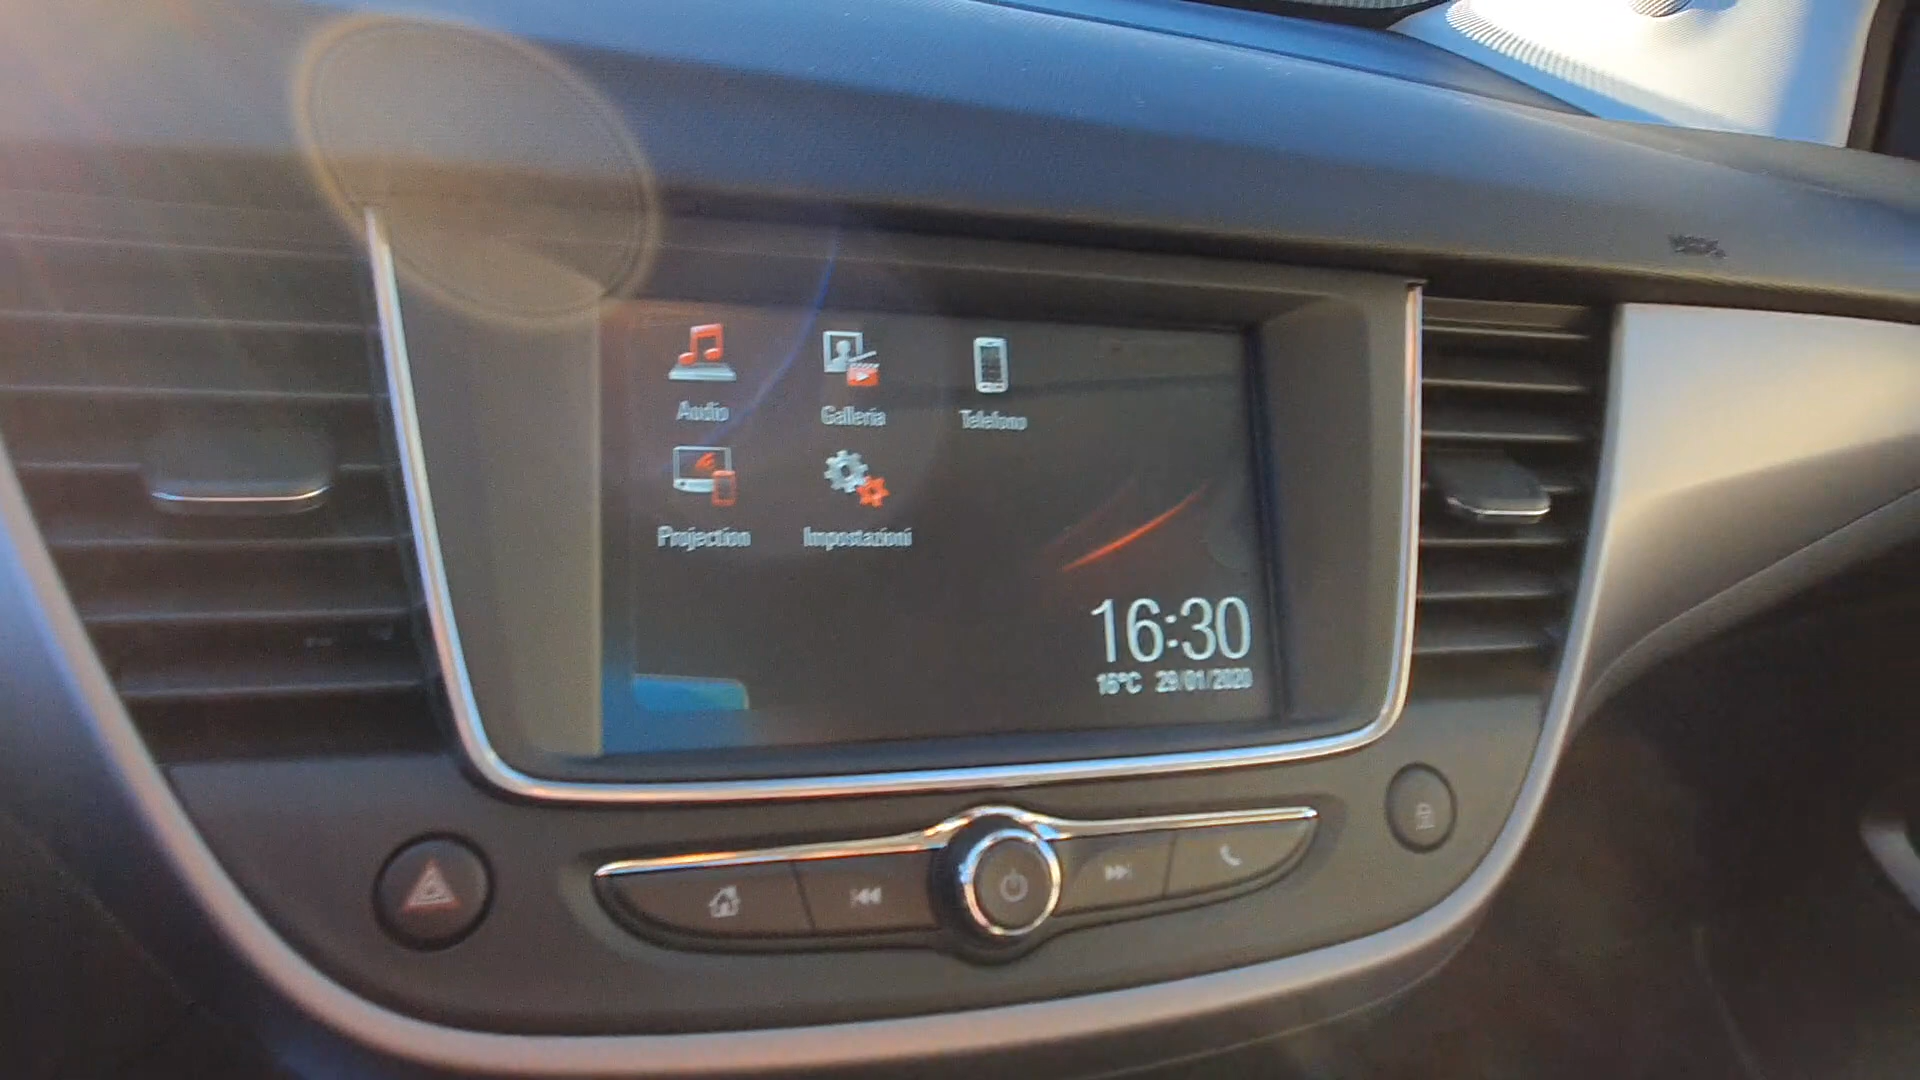 Audio Galleria Telefono
Projection Impostazioni
16:30
16°C 29/01/2020